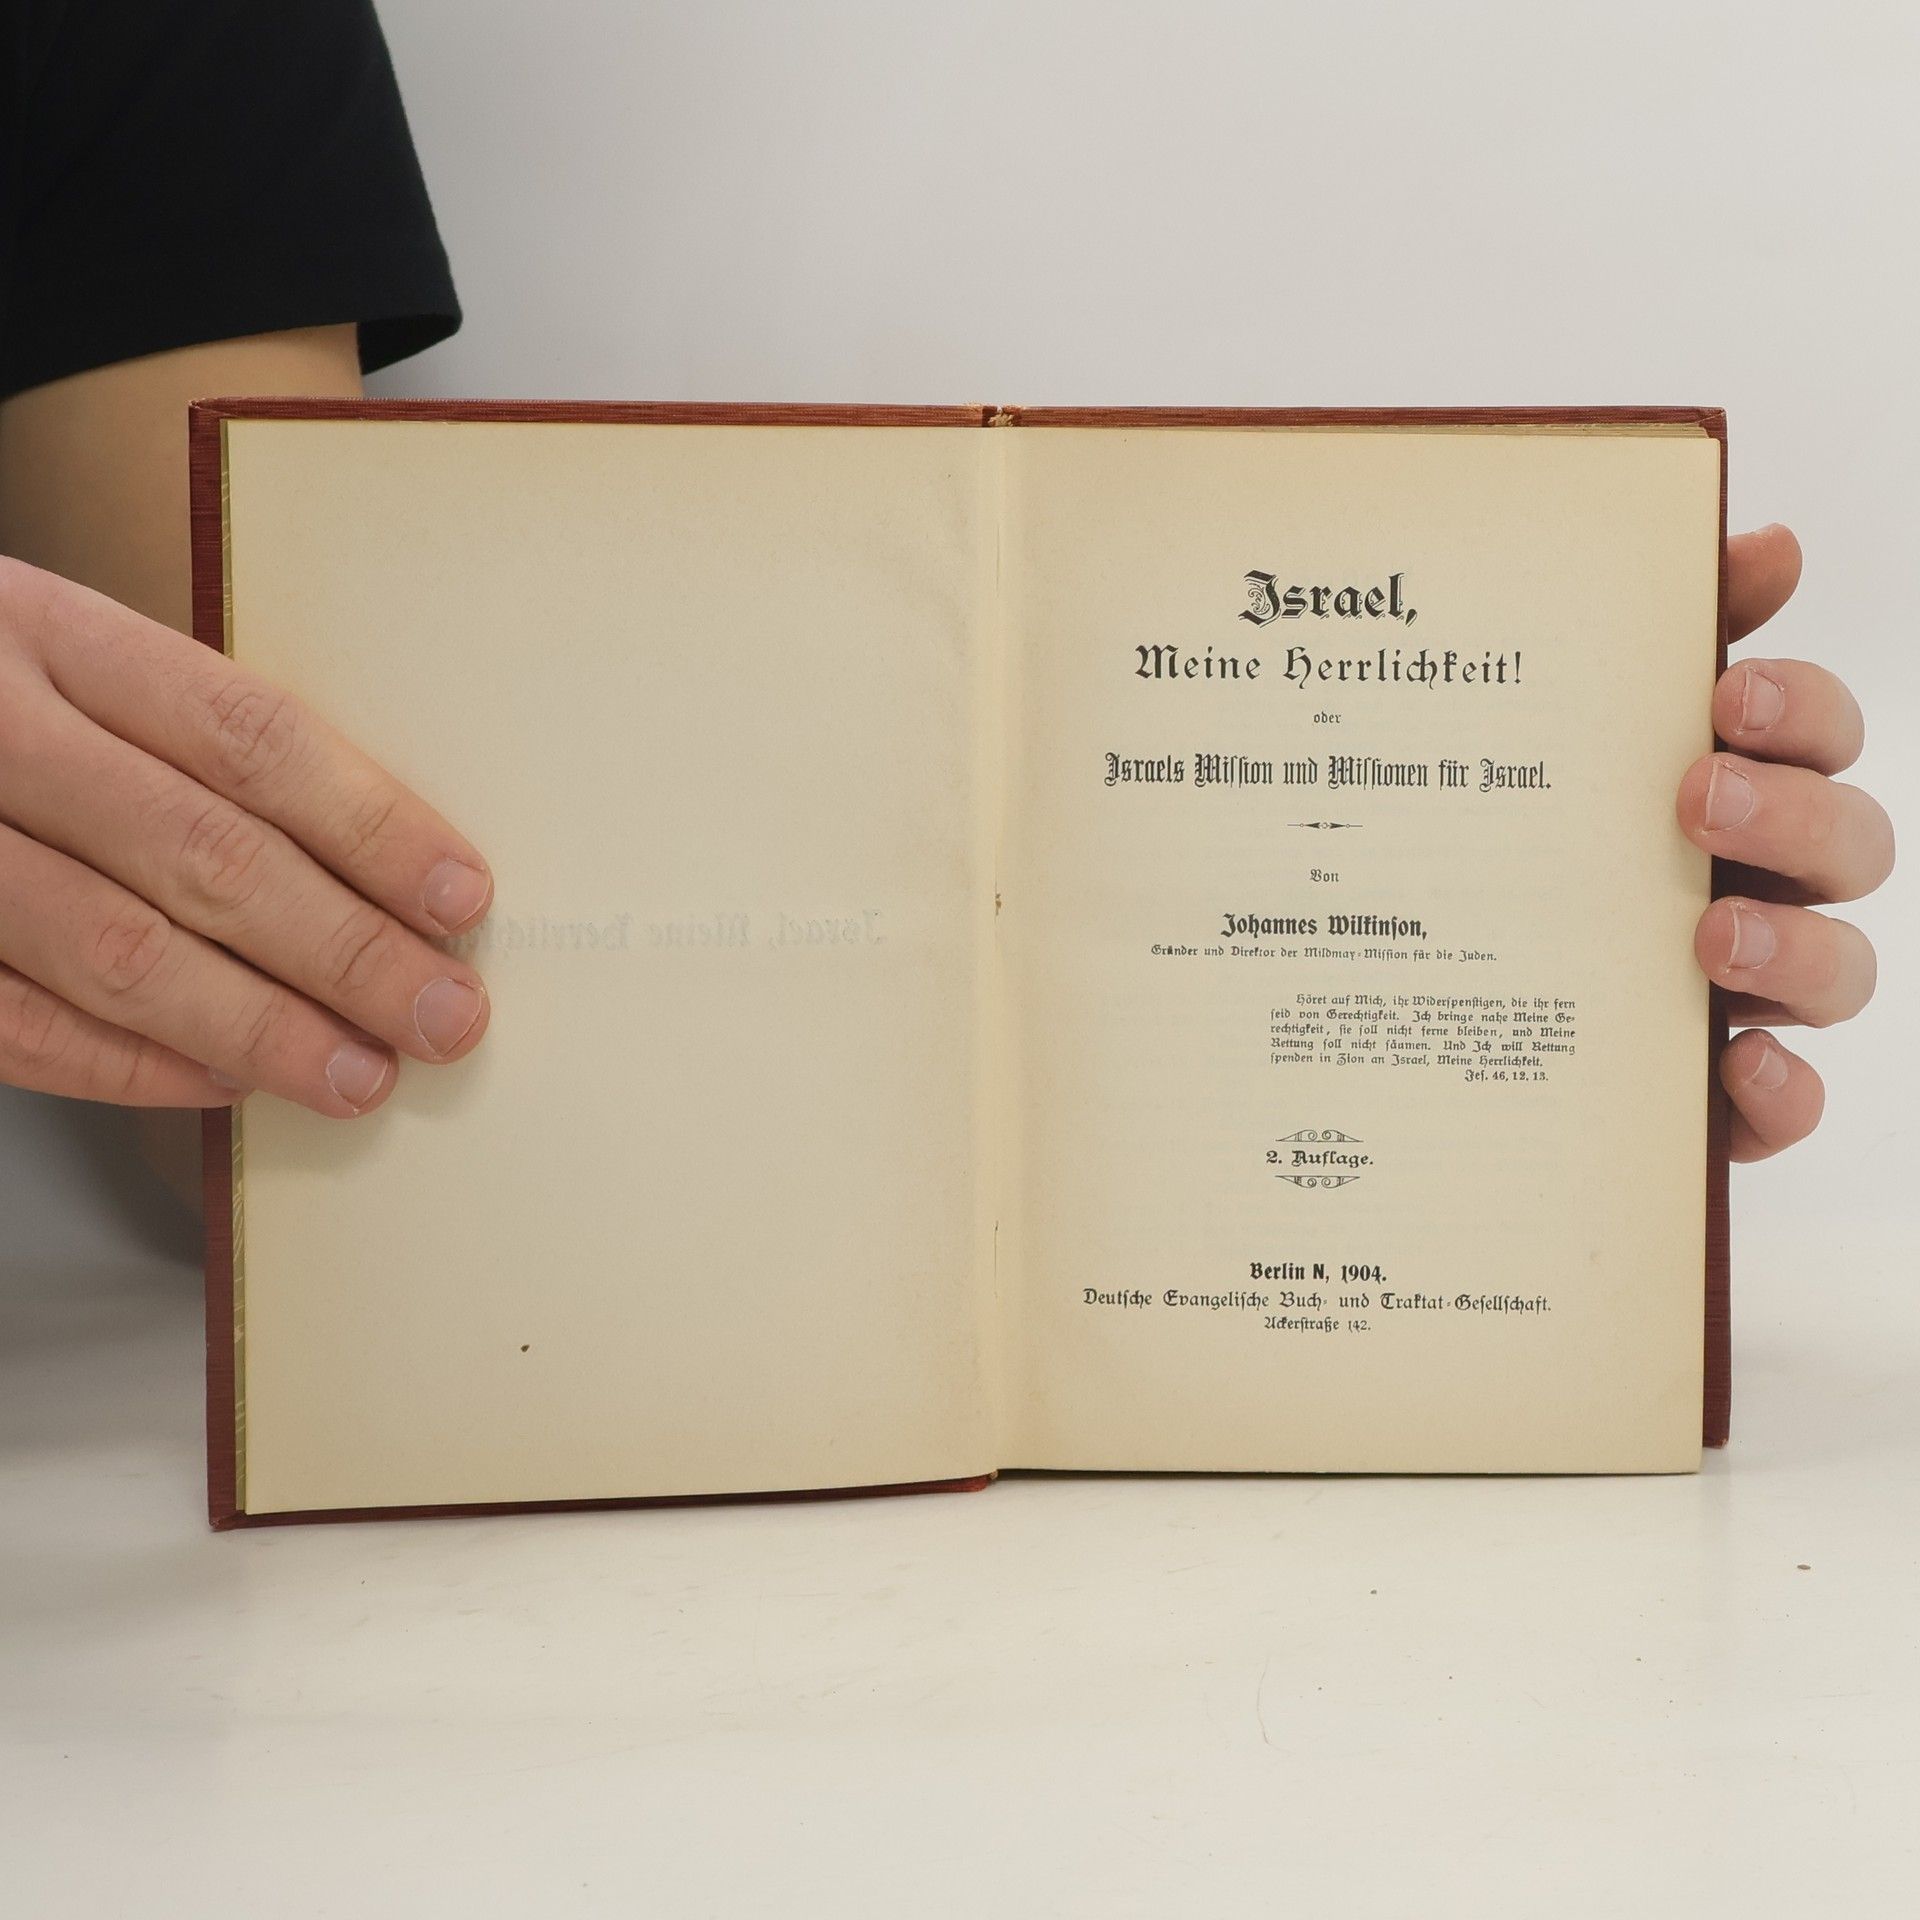 Israel,
Meine Herrlichkeit!
oder
Israels Miſſion und Miſſionen für Israel.
Von
Johannes Wilkinſon,
Gründer und Direktor der Mildmay-Miſſion für die Juden.
Höret auf Mich, ihr Widerſpenſtigen, die ihr fern
ſeid von Gerechtigkeit. Ich bringe nahe Meine Ge-
rechtigkeit, ſie ſoll nicht ferne bleiben, und Meine
Rettung ſoll nicht ſäumen. Und Ich will Rettung
ſpenden in Zion an Israel, Meine Herrlichkeit.
Jeſ. 46, 12. 13.
2. Auflage.
Berlin N, 1904.
Deutſche Evangeliſche Buch- und Traktat-Geſellſchaft.
Ackerſtraße 142.